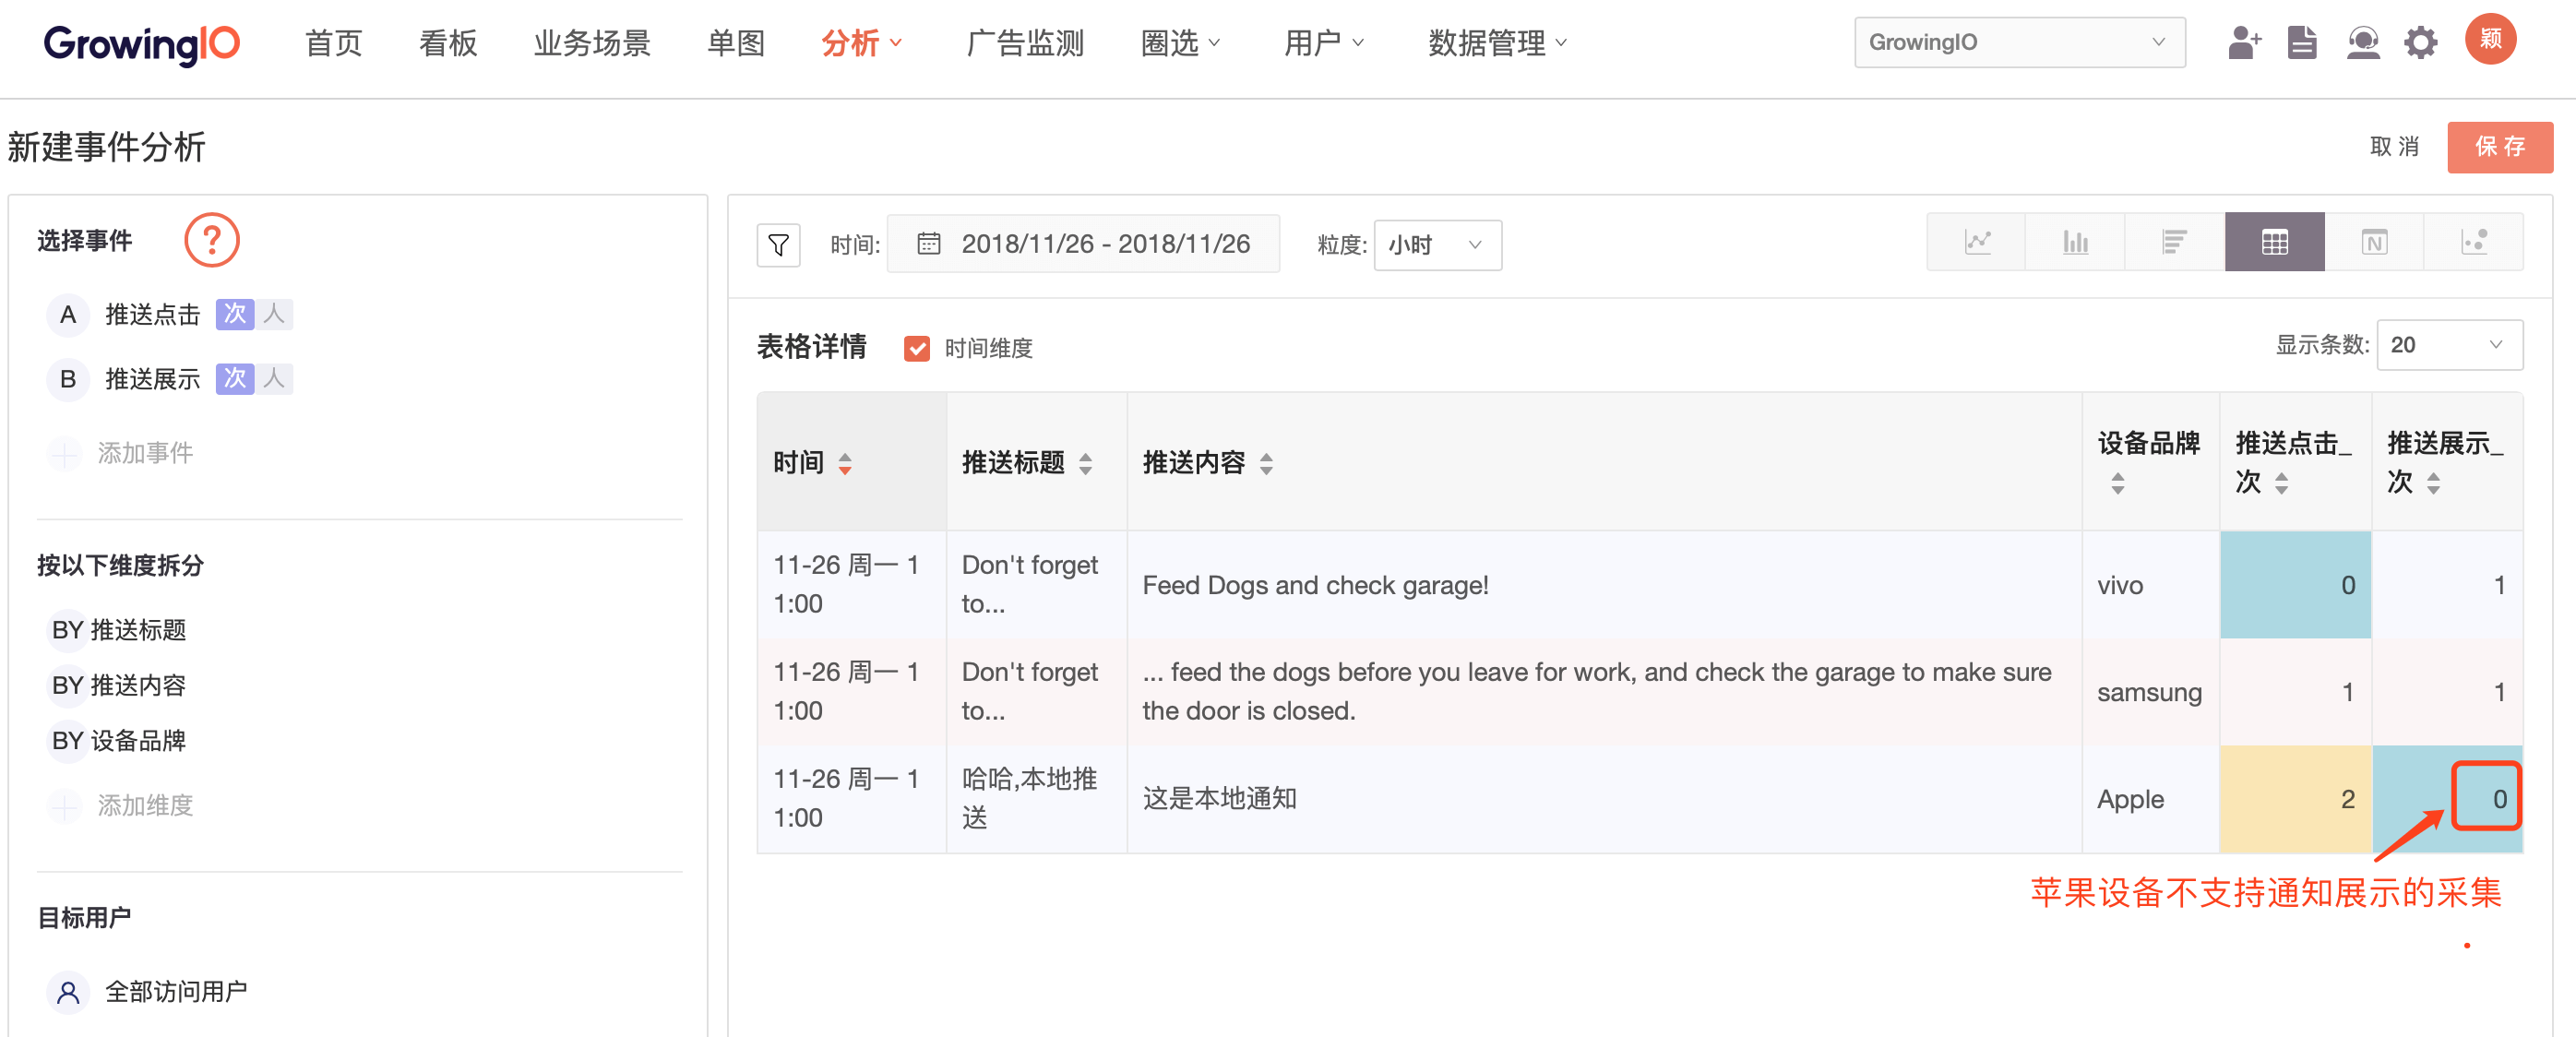 GrowingIO 首页 看板 业务场景 单图 分析 广告监测 圈选 用户 数据管理 GrowingIO 颖
新建事件分析 取消 保存
选择事件 ?
A 推送点击 次 人
B 推送展示 次 人
添加事件
按以下维度拆分
BY 推送标题
BY 推送内容
BY 设备品牌
添加维度
目标用户
全部访问用户
时间: 2018/11/26 - 2018/11/26 粒度: 小时 N
表格详情 时间维度 显示条数: 20
时间 推送标题 推送内容 设备品牌 推送点击_
次 推送展示_
次
11-26 周一 1
1:00 Don't forget
to... Feed Dogs and check garage! vivo 0 1
11-26 周一 1
1:00 Don't forget
to... ... feed the dogs before you leave for work, and check the garage to make sure
the door is closed. samsung 1 1
11-26 周一 1
1:00 哈哈,本地推
送 这是本地通知 Apple 2 0
苹果设备不支持通知展示的采集